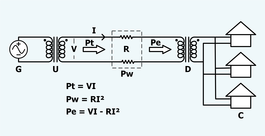 I
Pt
V
R
Pe
G
U
Pw
D
C
Pt = VI
Pw = RI²
Pe = VI - RI²